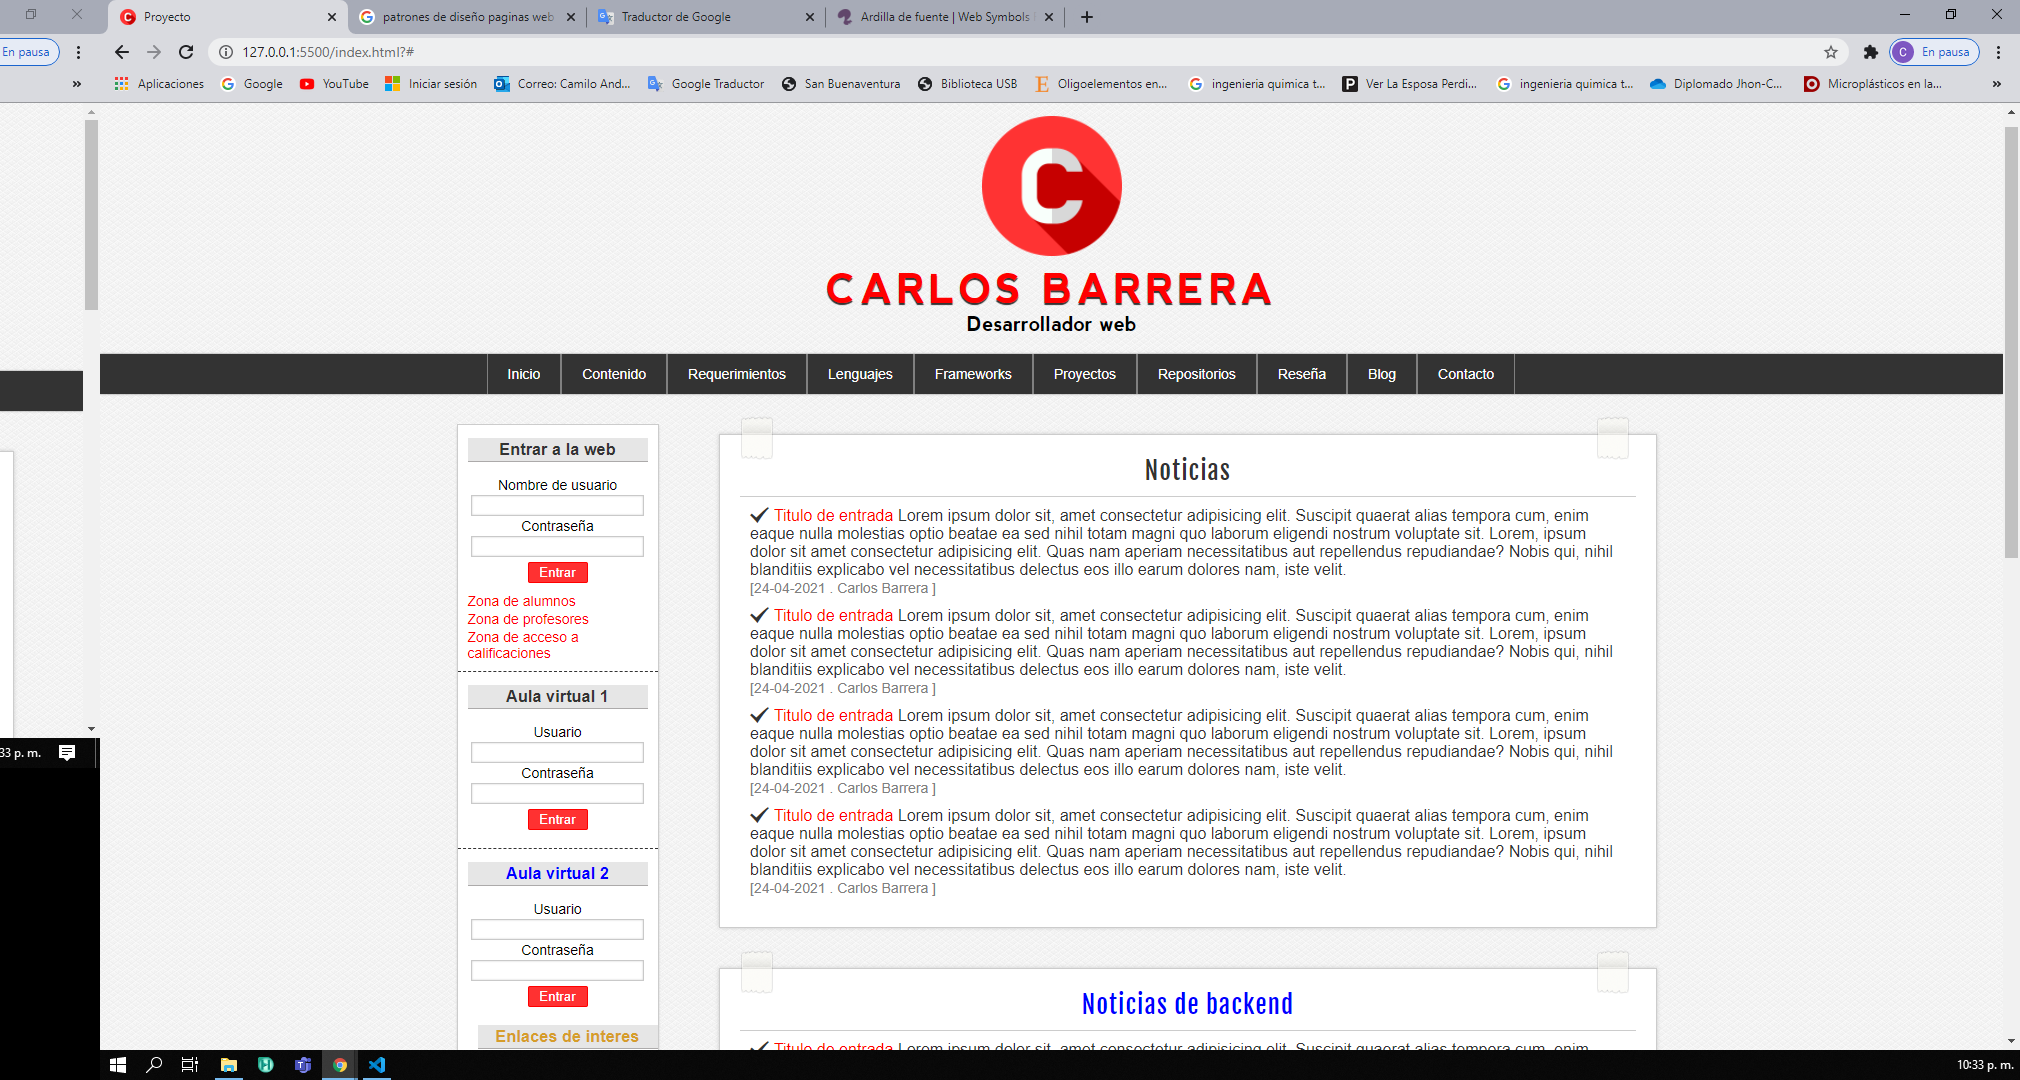 Proyecto
patrones de diseño paginas web
Traductor de Google
Ardilla de fuente | Web Symbols
En pausa
127.0.0.1:5500/index.html?#
C
En pausa
Aplicaciones
Google
YouTube
Iniciar sesión
Correo: Camilo And...
Google Traductor
San Buenaventura
Biblioteca USB
Oligoelementos en...
ingenieria quimica t...
Ver La Esposa Perdi...
ingenieria quimica t...
Diplomado Jhon-C...
Microplásticos en la...
C
CARLOS BARRERA
Desarrollador web
Inicio
Contenido
Requerimientos
Lenguajes
Frameworks
Proyectos
Repositorios
Reseña
Blog
Contacto
Entrar a la web
Nombre de usuario
Contraseña
Entrar
Zona de alumnos
Zona de profesores
Zona de acceso a
calificaciones
Aula virtual 1
Usuario
Contraseña
Entrar
Aula virtual 2
Usuario
Contraseña
Entrar
Enlaces de interes
Noticias
Titulo de entrada Lorem ipsum dolor sit, amet consectetur adipisicing elit. Suscipit quaerat alias tempora cum, enim
eaque nulla molestias optio beatae ea sed nihil totam magni quo laborum eligendi nostrum voluptate sit. Lorem, ipsum
dolor sit amet consectetur adipisicing elit. Quas nam aperiam necessitatibus aut repellendus repudiandae? Nobis qui, nihil
blanditiis explicabo vel necessitatibus delectus eos illo earum dolores nam, iste velit.
[24-04-2021 . Carlos Barrera ]
Titulo de entrada Lorem ipsum dolor sit, amet consectetur adipisicing elit. Suscipit quaerat alias tempora cum, enim
eaque nulla molestias optio beatae ea sed nihil totam magni quo laborum eligendi nostrum voluptate sit. Lorem, ipsum
dolor sit amet consectetur adipisicing elit. Quas nam aperiam necessitatibus aut repellendus repudiandae? Nobis qui, nihil
blanditiis explicabo vel necessitatibus delectus eos illo earum dolores nam, iste velit.
[24-04-2021 . Carlos Barrera ]
Titulo de entrada Lorem ipsum dolor sit, amet consectetur adipisicing elit. Suscipit quaerat alias tempora cum, enim
eaque nulla molestias optio beatae ea sed nihil totam magni quo laborum eligendi nostrum voluptate sit. Lorem, ipsum
dolor sit amet consectetur adipisicing elit. Quas nam aperiam necessitatibus aut repellendus repudiandae? Nobis qui, nihil
blanditiis explicabo vel necessitatibus delectus eos illo earum dolores nam, iste velit.
[24-04-2021 . Carlos Barrera ]
Titulo de entrada Lorem ipsum dolor sit, amet consectetur adipisicing elit. Suscipit quaerat alias tempora cum, enim
eaque nulla molestias optio beatae ea sed nihil totam magni quo laborum eligendi nostrum voluptate sit. Lorem, ipsum
dolor sit amet consectetur adipisicing elit. Quas nam aperiam necessitatibus aut repellendus repudiandae? Nobis qui, nihil
blanditiis explicabo vel necessitatibus delectus eos illo earum dolores nam, iste velit.
[24-04-2021 . Carlos Barrera ]
Noticias de backend
Titulo de entrada Lorem ipsum dolor sit, amet consectetur adipisicing elit. Suscipit quaerat alias tempora cum, enim
33 p. m.
10:33 p. m.